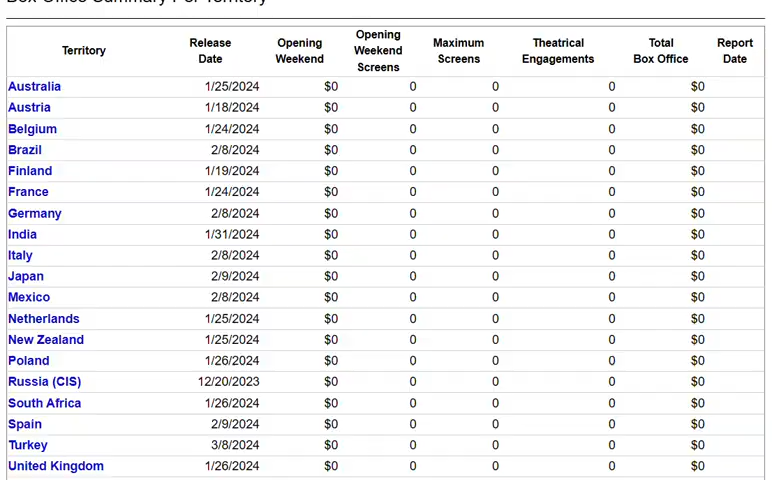 Box Office Summary Per Territory
Territory Release Date Opening Weekend Opening Weekend Screens Maximum Screens Theatrical Engagements Total Box Office Report Date
Australia 1/25/2024 $0 0 0 0 $0
Austria 1/18/2024 $0 0 0 0 $0
Belgium 1/24/2024 $0 0 0 0 $0
Brazil 2/8/2024 $0 0 0 0 $0
Finland 1/19/2024 $0 0 0 0 $0
France 1/24/2024 $0 0 0 0 $0
Germany 2/8/2024 $0 0 0 0 $0
India 1/31/2024 $0 0 0 0 $0
Italy 2/8/2024 $0 0 0 0 $0
Japan 2/9/2024 $0 0 0 0 $0
Mexico 2/8/2024 $0 0 0 0 $0
Netherlands 1/25/2024 $0 0 0 0 $0
New Zealand 1/25/2024 $0 0 0 0 $0
Poland 1/26/2024 $0 0 0 0 $0
Russia (CIS) 12/20/2023 $0 0 0 0 $0
South Africa 1/26/2024 $0 0 0 0 $0
Spain 2/9/2024 $0 0 0 0 $0
Turkey 3/8/2024 $0 0 0 0 $0
United Kingdom 1/26/2024 $0 0 0 0 $0